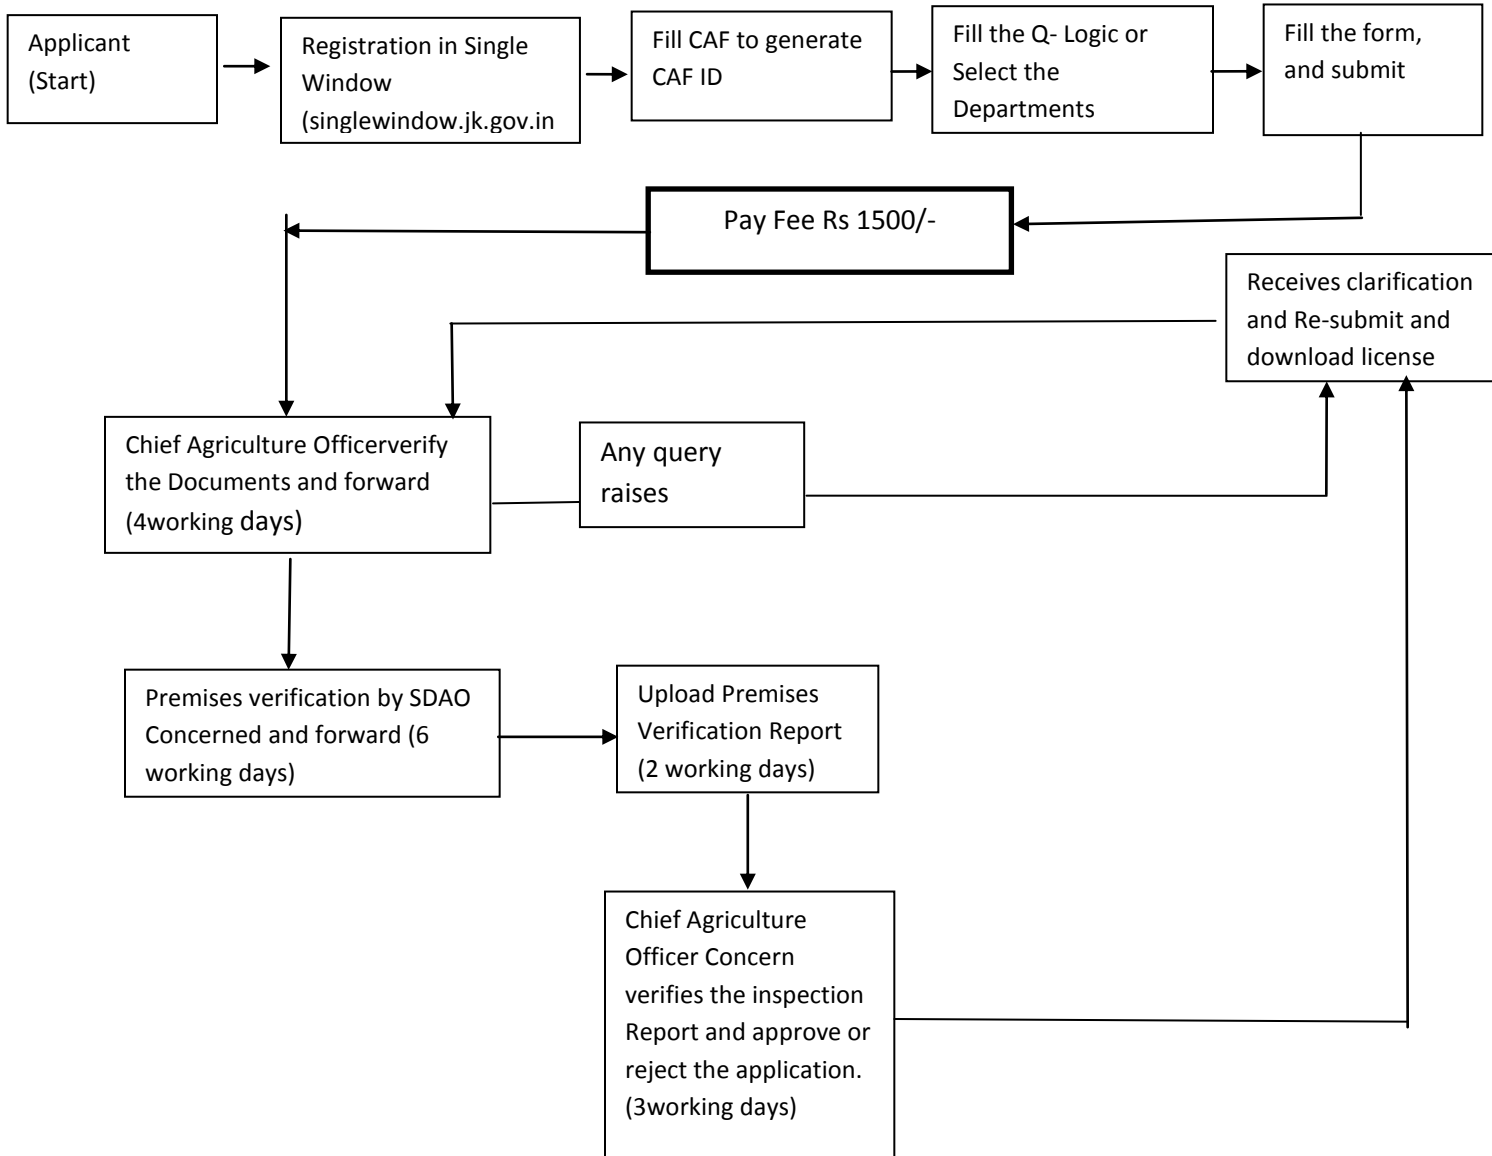 Applicant
(Start)
Registration in Single
Window
(singlewindow.jk.gov.in
Fill CAF to generate
CAF ID
Fill the Q- Logic or
Select the
Departments
Fill the form,
and submit
Pay Fee Rs 1500/-
Receives clarification
and Re-submit and
download license
Chief Agriculture Officerverify
the Documents and forward
(4working days)
Any query
raises
Premises verification by SDAO
Concerned and forward (6
working days)
Upload Premises
Verification Report
(2 working days)
Chief Agriculture
Officer Concern
verifies the inspection
Report and approve or
reject the application.
(3working days)